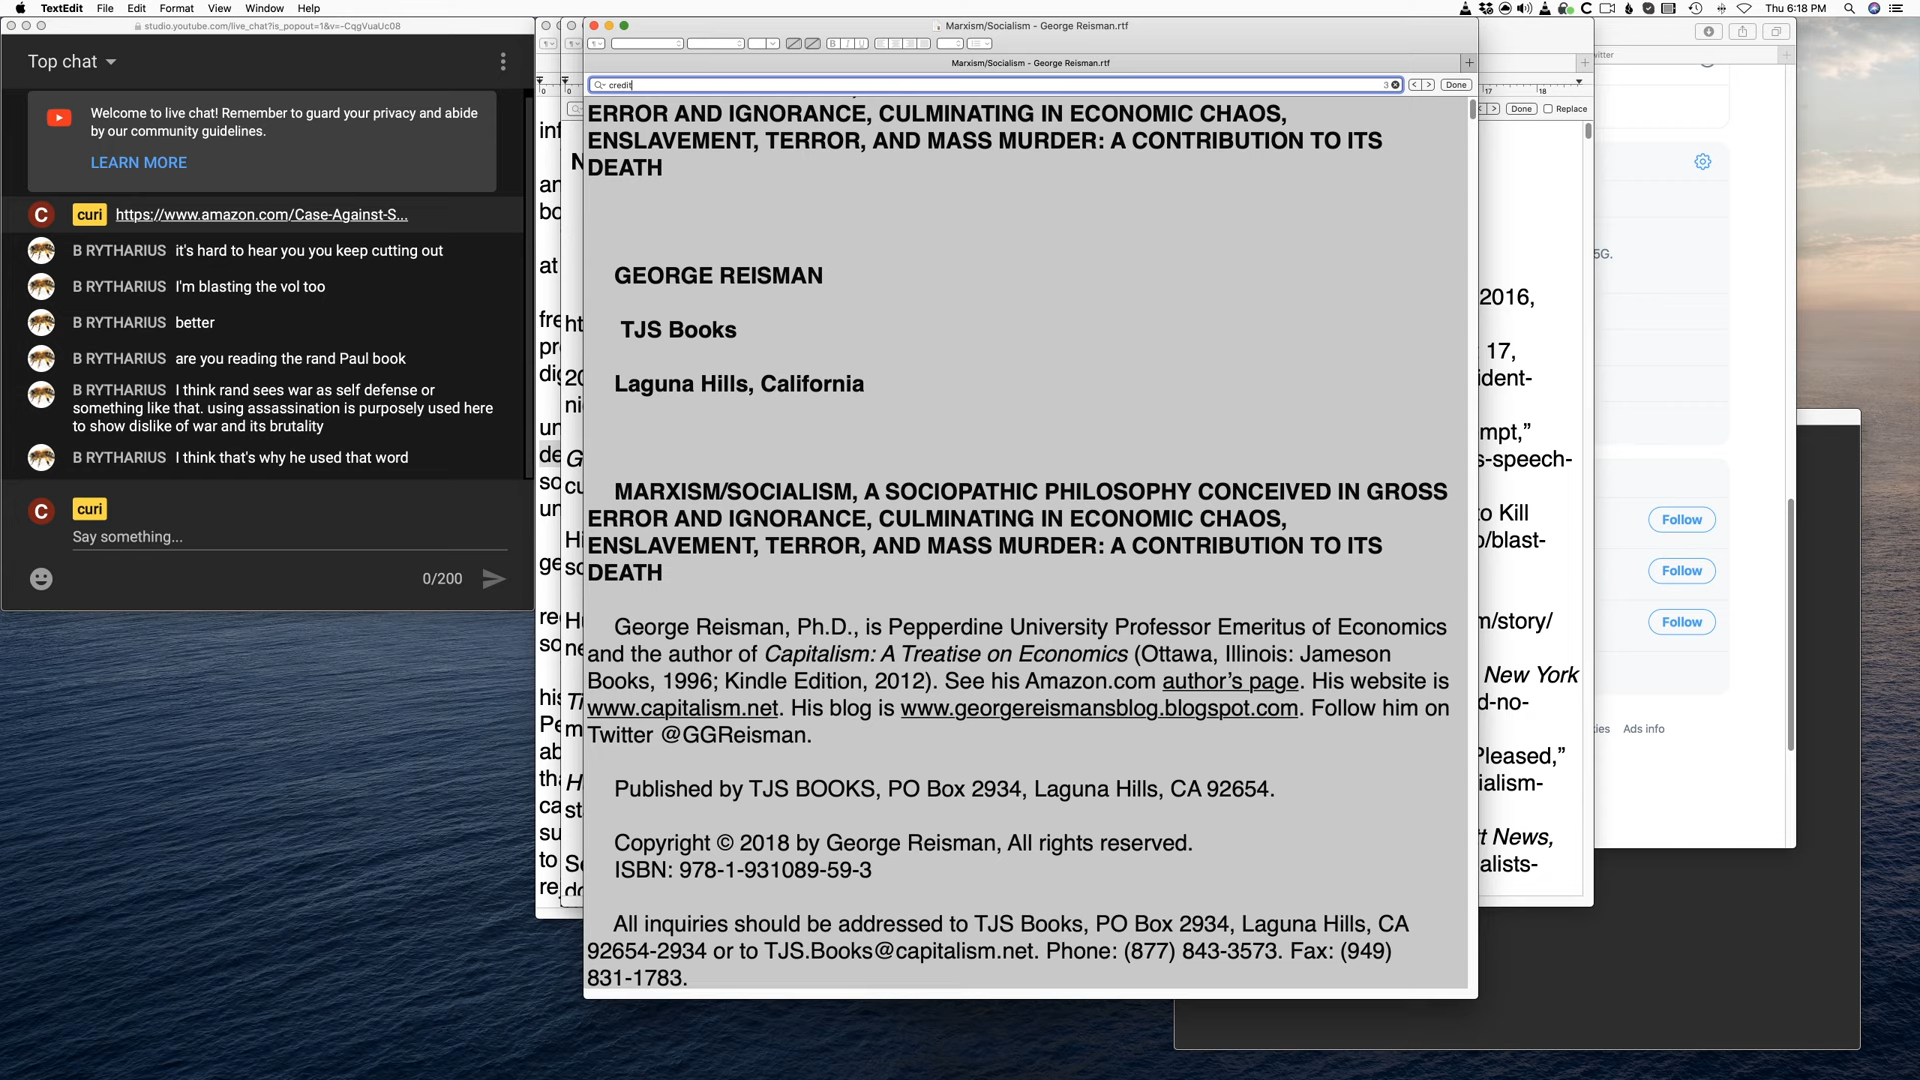 TextEdit File Edit Format View Window Help
Thu 6:18 PM
studio.youtube.com/live_chat?is_popout=1&v=-CqgVuaUc08
Top chat
Welcome to live chat! Remember to guard your privacy and abide
by our community guidelines.
LEARN MORE
C curi https://www.amazon.com/Case-Against-S...
B RYTHARIUS it's hard to hear you you keep cutting out
B RYTHARIUS I'm blasting the vol too
B RYTHARIUS better
B RYTHARIUS are you reading the rand Paul book
B RYTHARIUS I think rand sees war as self defense or
something like that. using assassination is purposely used here
to show dislike of war and its brutality
B RYTHARIUS I think that's why he used that word
C curi
Say something...
0/200
Marxism/Socialism - George Reisman.rtf
Marxism/Socialism - George Reisman.rtf
credit
3
Done
ERROR AND IGNORANCE, CULMINATING IN ECONOMIC CHAOS,
ENSLAVEMENT, TERROR, AND MASS MURDER: A CONTRIBUTION TO ITS
DEATH
GEORGE REISMAN
TJS Books
Laguna Hills, California
MARXISM/SOCIALISM, A SOCIOPATHIC PHILOSOPHY CONCEIVED IN GROSS
ERROR AND IGNORANCE, CULMINATING IN ECONOMIC CHAOS,
ENSLAVEMENT, TERROR, AND MASS MURDER: A CONTRIBUTION TO ITS
DEATH
George Reisman, Ph.D., is Pepperdine University Professor Emeritus of Economics
and the author of Capitalism: A Treatise on Economics (Ottawa, Illinois: Jameson
Books, 1996; Kindle Edition, 2012). See his Amazon.com author's page. His website is
www.capitalism.net. His blog is www.georgereismansblog.blogspot.com. Follow him on
Twitter @GGReisman.
Published by TJS BOOKS, PO Box 2934, Laguna Hills, CA 92654.
Copyright © 2018 by George Reisman, All rights reserved.
ISBN: 978-1-931089-59-3
All inquiries should be addressed to TJS Books, PO Box 2934, Laguna Hills, CA
92654-2934 or to TJS.Books@capitalism.net. Phone: (877) 843-3573. Fax: (949)
831-1783.
17 18
Done Replace
2016,
17,
ident-
mpt,"
s-speech-
to Kill
o/blast-
m/story/
New York
d-no-
Pleased,"
ialism-
t News,
alists-
witter
5G.
Follow
Follow
Follow
ies Ads info